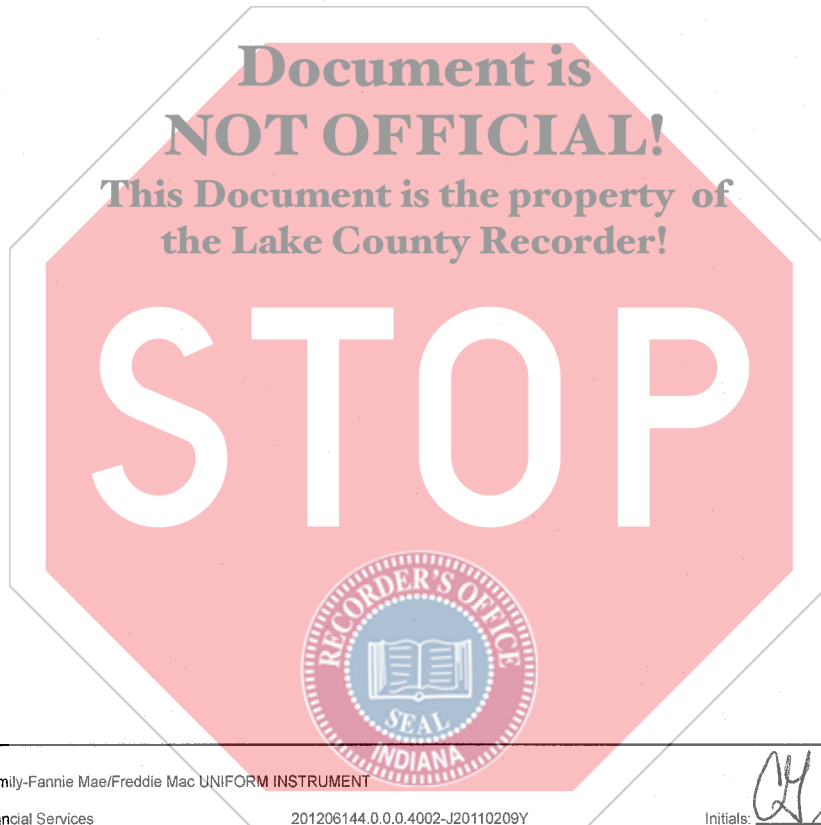 Document is
NOT OFFICIAL!
This Document is the property of
the Lake County Recorder!
STOP
RECORDER'S OFFICE
SEAL
INDIANA
mily-Fannie Mae/Freddie Mac UNIFORM INSTRUMENT
ncial Services 201206144.0.0.0.4002-J20110209Y Initials: